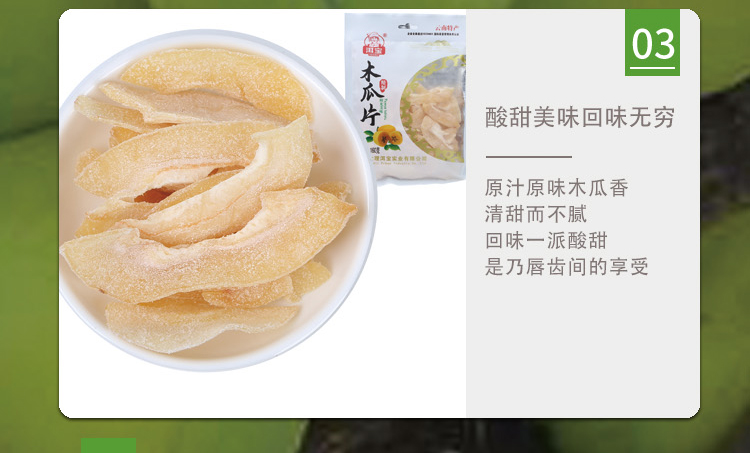 03
酸甜美味回味无穷
原汁原味木瓜香
清甜而不腻
回味一派酸甜
是乃唇齿间的享受
云南特产
木瓜片